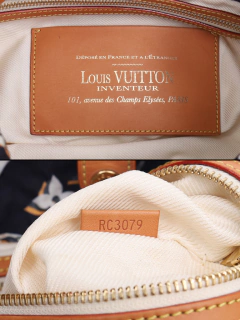 DÉPOSÉ EN FRANCE ET A L'ÉTRANGER
LOUIS VUITTON
INVENTEUR
101, avenue des Champs Elysées, PARIS
RC3079